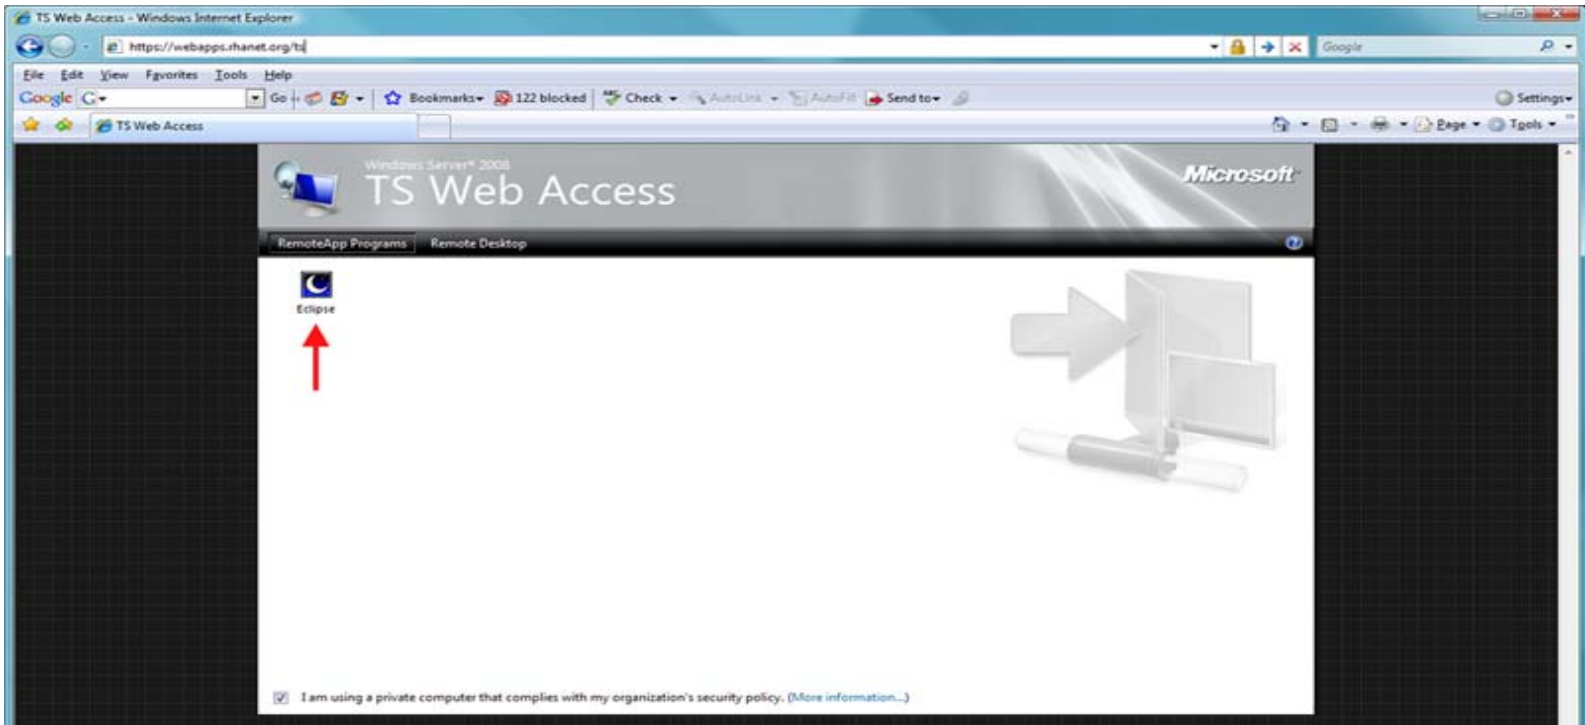 TS Web Access - Windows Internet Explorer
https://webapps.rhanet.org/ts
Google
File Edit View Favorites Tools Help
Google G Go Bookmarks 122 blocked Check AutoLink AutoFill Send to Settings
TS Web Access Page Tools
Windows Server® 2008
TS Web Access
Microsoft
RemoteApp Programs Remote Desktop
Eclipse
I am using a private computer that complies with my organization's security policy. (More information...)